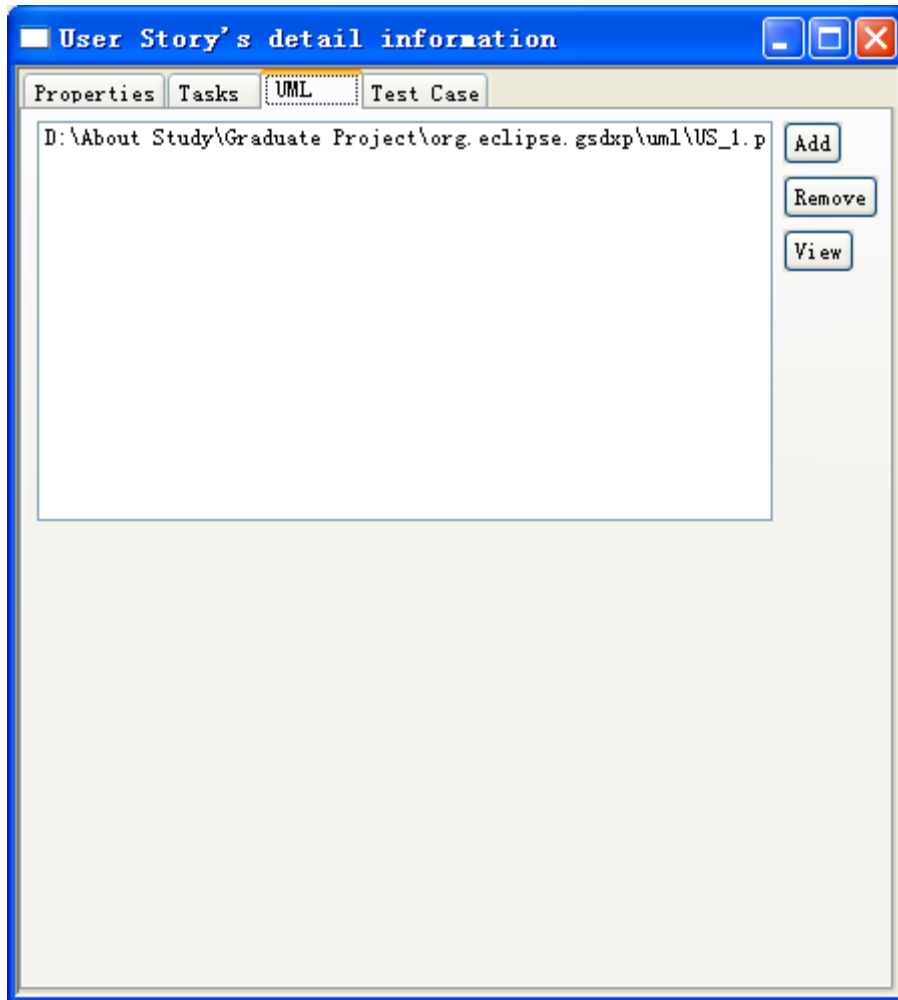 User Story's detail information
Properties Tasks UML Test Case
D:\About Study\Graduate Project\org.eclipse.gsdxp\uml\US_1.p
Add
Remove
View